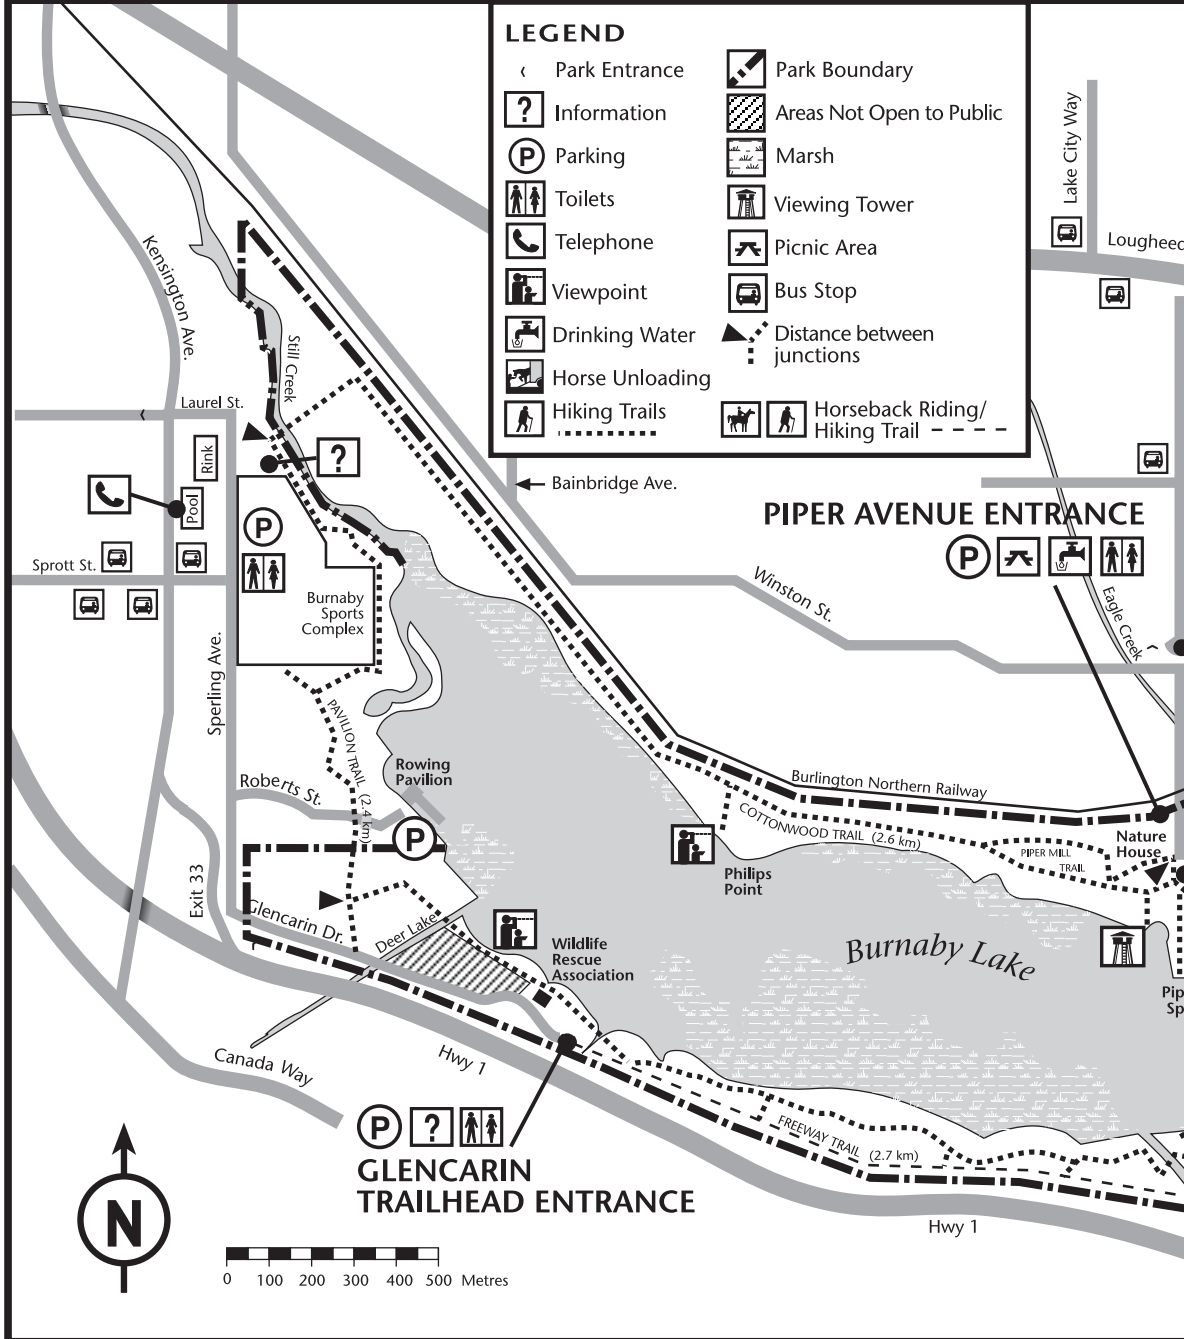 LEGEND
Park Entrance
? Information
P Parking
Toilets
Telephone
Viewpoint
Drinking Water
Horse Unloading
Hiking Trails
Park Boundary
Areas Not Open to Public
Marsh
Viewing Tower
Picnic Area
Bus Stop
Distance between
junctions
Horseback Riding/
Hiking Trail
Lake City Way
Lougheed
Kensington Ave.
Still Creek
Laurel St.
Rink
?
Pool
P
Sprott St.
Burnaby
Sports
Complex
Sperling Ave.
Bainbridge Ave.
PIPER AVENUE ENTRANCE
P
Winston St.
Eagle Creek
PAVILION TRAIL (2.4 km)
Rowing
Pavilion
Roberts St.
P
Burlington Northern Railway
COTTONWOOD TRAIL (2.6 km)
Nature
House
PIPER MILL
TRAIL
Philips
Point
Exit 33
Glencarin Dr.
Deer Lake
Wildlife
Rescue
Association
Burnaby Lake
Pip
Sp
Canada Way
Hwy 1
P ?
GLENCARIN
TRAILHEAD ENTRANCE
FREEWAY TRAIL (2.7 km)
Hwy 1
N
0 100 200 300 400 500 Metres